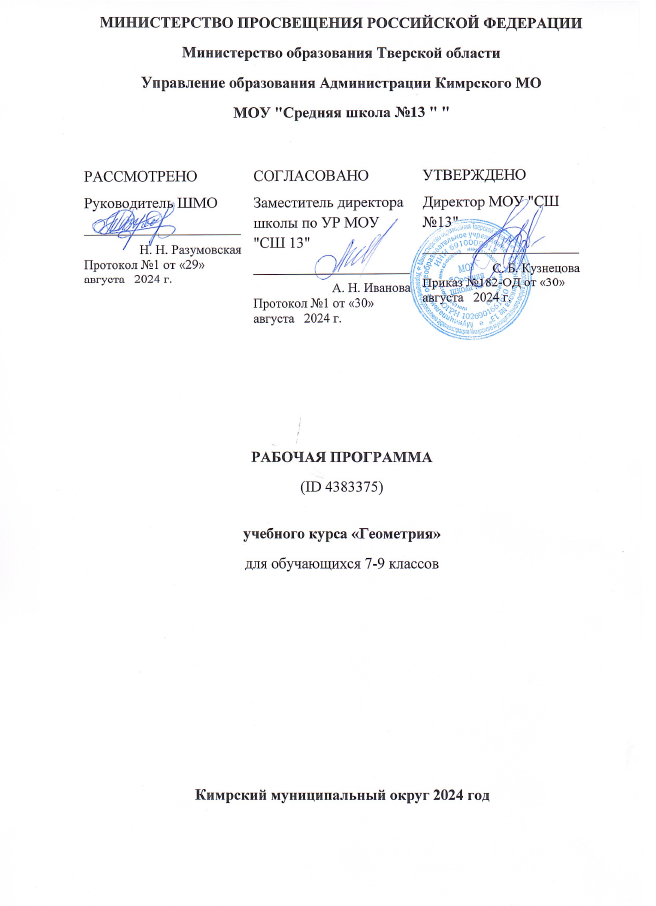 МИНИСТЕРСТВО ПРОСВЕЩЕНИЯ РОССИЙСКОЙ ФЕДЕРАЦИИ
Министерство образования Тверской области
Управление образования Администрации Кимрского МО
МОУ "Средняя школа №13 " "
РАССМОТРЕНО
Руководитель ШМО
Н. Н. Разумовская
Протокол №1 от «29»
августа 2024 г.
СОГЛАСОВАНО
Заместитель директора
школы по УР МОУ
"СШ 13"
А. Н. Иванова
Протокол №1 от «30»
августа 2024 г.
УТВЕРЖДЕНО
Директор МОУ "СШ
№13"
С. Б. Кузнецова
Приказ №182-ОД от «30»
августа 2024 г.
РАБОЧАЯ ПРОГРАММА
(ID 4383375)
учебного курса «Геометрия»
для обучающихся 7-9 классов
Кимрский муниципальный округ 2024 год